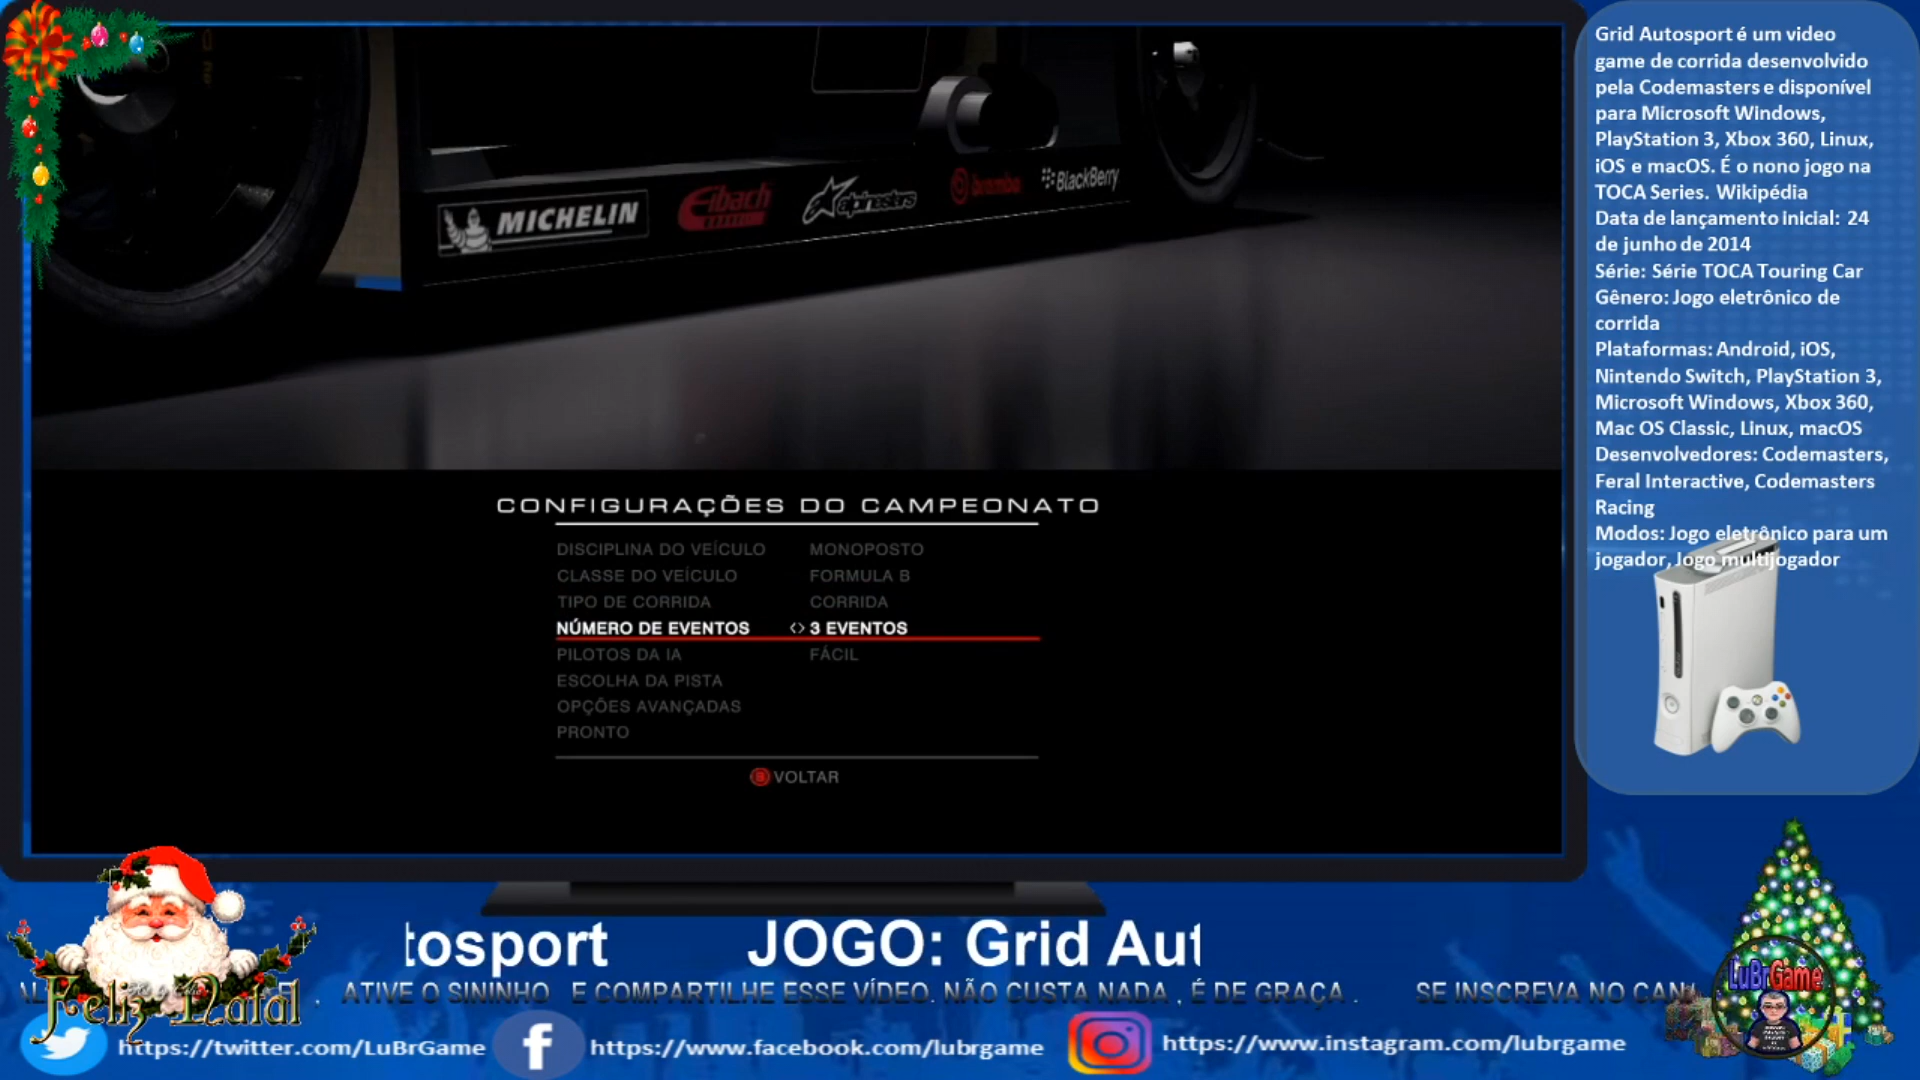 MICHELIN
Eibach
alpinestars
brembo
BlackBerry
CONFIGURAÇÕES DO CAMPEONATO
DISCIPLINA DO VEÍCULO MONOPOSTO
CLASSE DO VEÍCULO FORMULA B
TIPO DE CORRIDA CORRIDA
NÚMERO DE EVENTOS <> 3 EVENTOS
PILOTOS DA IA FÁCIL
ESCOLHA DA PISTA
OPÇÕES AVANÇADAS
PRONTO
B VOLTAR
Grid Autosport é um video
game de corrida desenvolvido
pela Codemasters e disponível
para Microsoft Windows,
PlayStation 3, Xbox 360, Linux,
iOS e macOS. É o nono jogo na
TOCA Series. Wikipédia
Data de lançamento inicial: 24
de junho de 2014
Série: Série TOCA Touring Car
Gênero: Jogo eletrônico de
corrida
Plataformas: Android, iOS,
Nintendo Switch, PlayStation 3,
Microsoft Windows, Xbox 360,
Mac OS Classic, Linux, macOS
Desenvolvedores: Codemasters,
Feral Interactive, Codemasters
Racing
Modos: Jogo eletrônico para um
jogador, Jogo multijogador
tosport JOGO: Grid Aut
ATIVE O SININHO E COMPARTILHE ESSE VÍDEO. NÃO CUSTA NADA , É DE GRAÇA . SE INSCREVA NO CAN
Feliz Natal
LuBrGame
https://twitter.com/LuBrGame
https://www.facebook.com/lubrgame
https://www.instagram.com/lubrgame